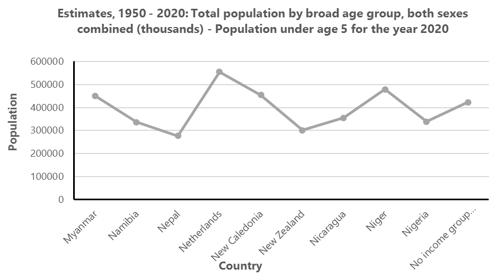 Estimates, 1950 - 2020: Total population by broad age group, both sexes
combined (thousands) - Population under age 5 for the year 2020
Population
600000
500000
400000
300000
200000
100000
0
Myanmar
Namibia
Nepal
Netherlands
New Caledonia
New Zealand
Nicaragua
Niger
Nigeria
No income group...
Country